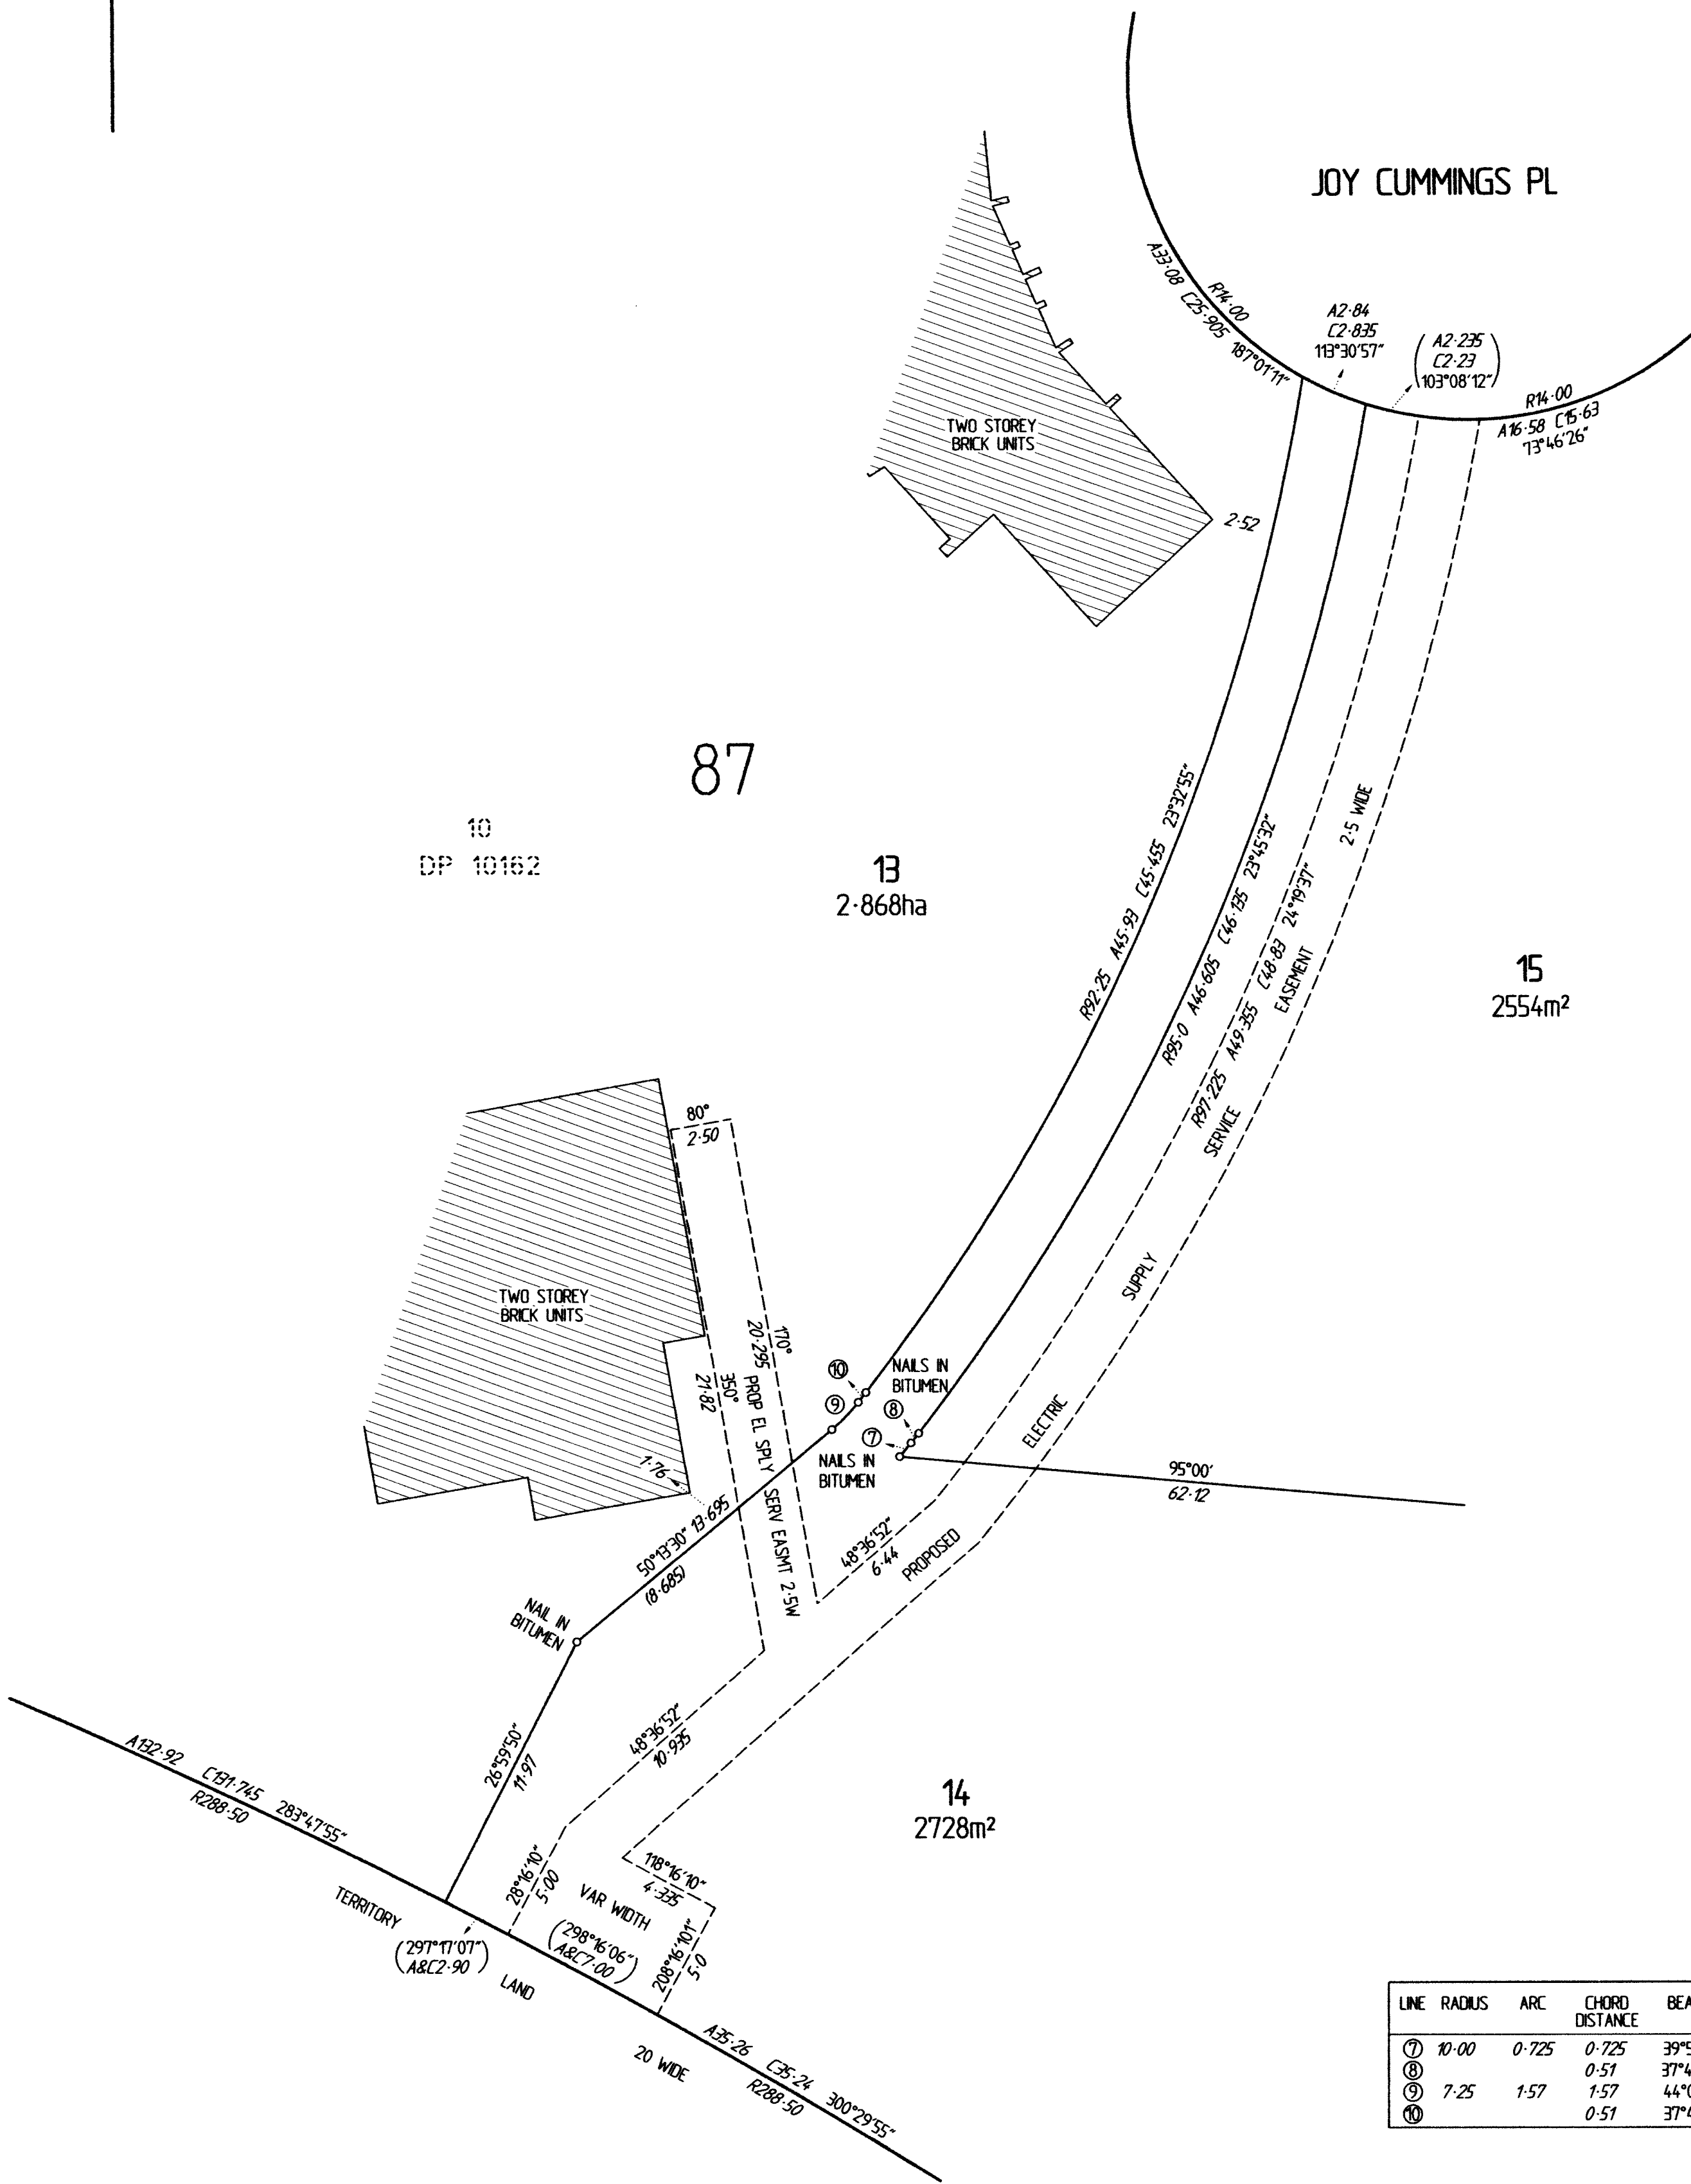 JOY CUMMINGS PL
R14·00
A33·08 C25·905 187°01'11"
A2·84
C2·835
113°30'57"
(A2·235
C2·23
103°08'12")
R14·00
A16·58 C15·63
73°46'26"
TWO STOREY
BRICK UNITS
2·52
87
10
DP 10162
13
2·868ha
R92·25 A45·93 C45·455 23°32'55"
R95·0 A46·605 C46·135 23°45'32"
R97·225 A49·355 C48·83 24°19'37"
2·5 WIDE
EASEMENT
SERVICE
SUPPLY
ELECTRIC
PROPOSED
15
2554m²
80°
2·50
TWO STOREY
BRICK UNITS
170°
20·295
350°
21·82
PROP EL SPLY SERV EASMT 2·5W
⑩
⑨
NAILS IN
BITUMEN
⑧
⑦
NAILS IN
BITUMEN
95°00'
62·12
1·76
50°13'30" 13·695
(8·685)
48°36'52"
6·44
NAIL IN
BITUMEN
26°59'50"
11·97
48°36'52"
10·935
14
2728m²
A132·92 C131·745 283°47'55"
R288·50
28°16'10"
5·00
118°16'10"
4·335
VAR WIDTH
(298°16'06"
A&C7·00)
208°16'101"
5·0
TERRITORY
LAND
(297°17'07"
A&C2·90)
20 WIDE
A35·26 C35·24 300°29'55"
R288·50
LINE RADIUS ARC CHORD DISTANCE BEA
⑦ 10·00 0·725 0·725 39°5
⑧ 0·51 37°4
⑨ 7·25 1·57 1·57 44°0
⑩ 0·51 37°4